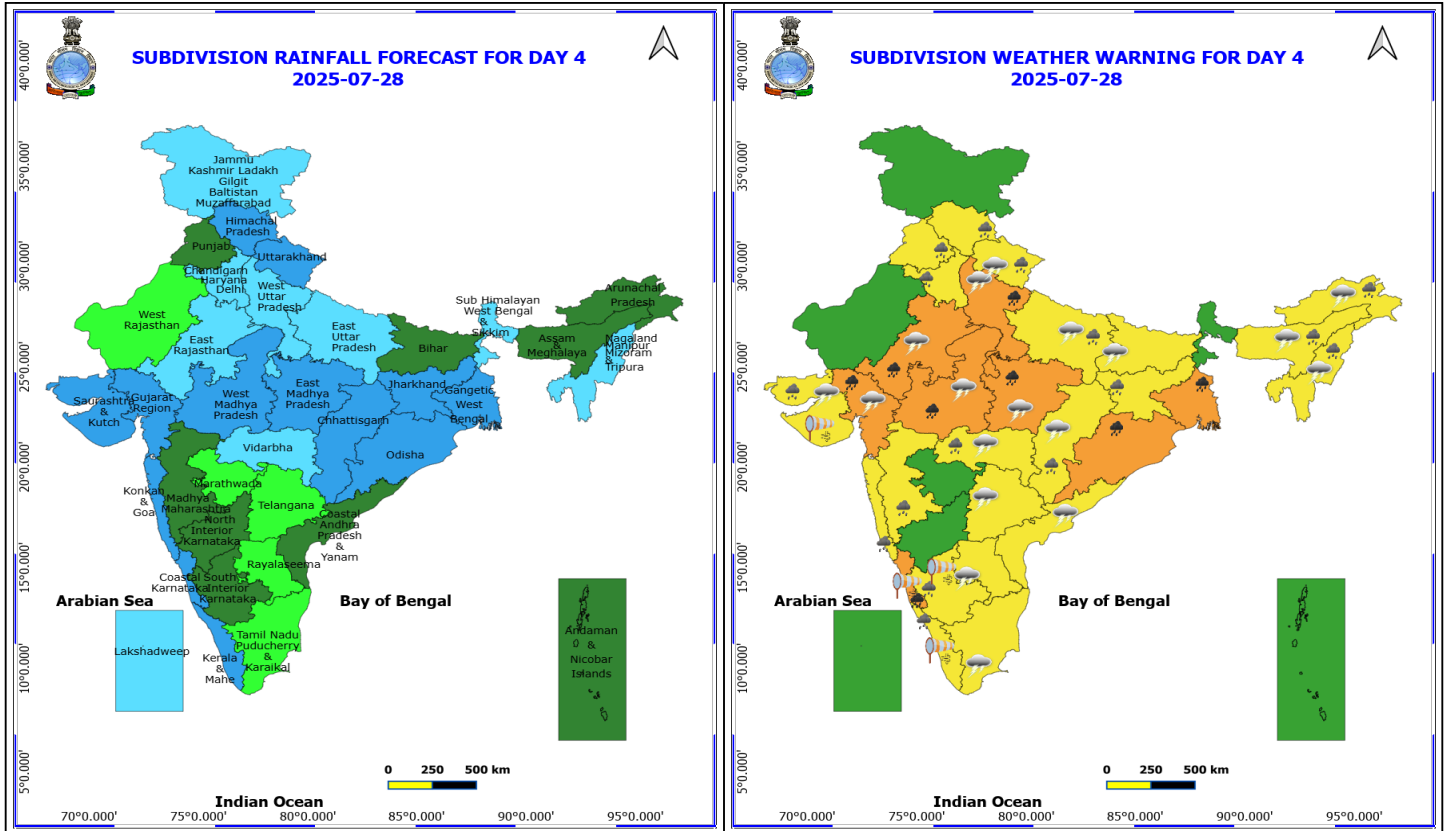 SUBDIVISION RAINFALL FORECAST FOR DAY 4
2025-07-28
40°0.000'
35°0.000'
30°0.000'
25°0.000'
20°0.000'
15°0.000'
10°0.000'
5°0.000'
Jammu
Kashmir Ladakh
Gilgit
Baltistan
Muzaffarabad
Himachal
Pradesh
Punjab
Uttarakhand
Chandigarh
Haryana
Delhi
West
Uttar
Pradesh
West
Rajasthan
East
Rajasthan
East
Uttar
Pradesh
Bihar
Sub Himalayan
West Bengal
&
Sikkim
Arunachal
Pradesh
Assam
&
Meghalaya
Nagaland
Manipur
Mizoram
&
Tripura
Saurashtra
&
Kutch
Gujarat
Region
West
Madhya
Pradesh
East
Madhya
Pradesh
Jharkhand
Gangetic
West
Bengal
Chhattisgarh
Odisha
Vidarbha
Konkan
&
Goa
Madhya
Maharashtra
Marathwada
Telangana
North
Interior
Karnataka
Coastal
Andhra
Pradesh
&
Yanam
Rayalaseema
Coastal
Karnataka
South
Interior
Karnataka
Arabian Sea
Bay of Bengal
Lakshadweep
Tamil Nadu
Puducherry
&
Karaikal
Kerala
&
Mahe
Andaman
&
Nicobar
Islands
0 250 500 km
Indian Ocean
70°0.000' 75°0.000' 80°0.000' 85°0.000' 90°0.000' 95°0.000'
SUBDIVISION WEATHER WARNING FOR DAY 4
2025-07-28
40°0.000'
35°0.000'
30°0.000'
25°0.000'
20°0.000'
15°0.000'
10°0.000'
5°0.000'
Arabian Sea
Bay of Bengal
0 250 500 km
Indian Ocean
70°0.000' 75°0.000' 80°0.000' 85°0.000' 90°0.000' 95°0.000'